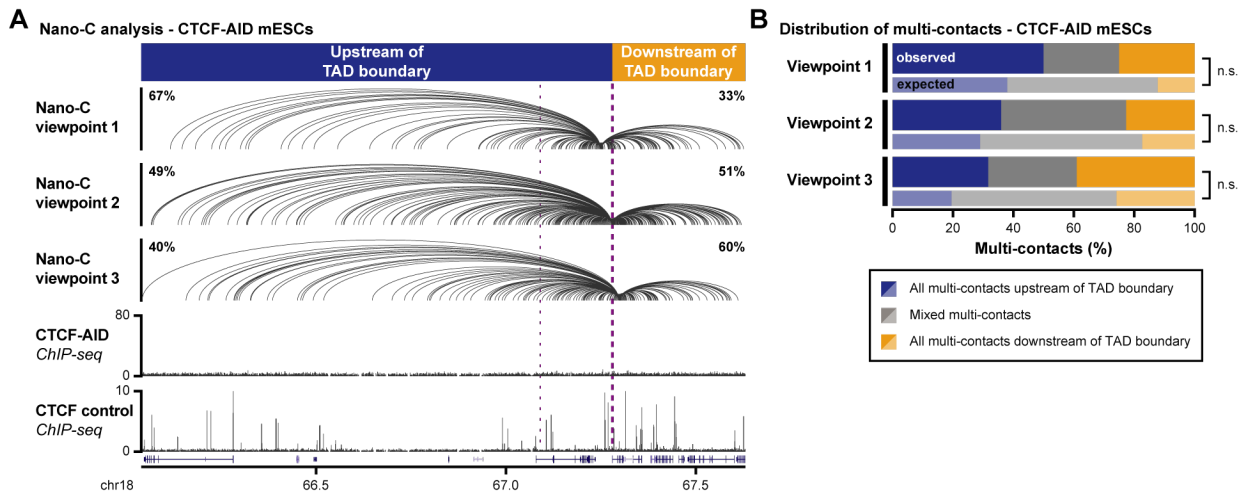 A
Nano-C analysis - CTCF-AID mESCs
Upstream of
TAD boundary
Downstream of
TAD boundary
Nano-C
viewpoint 1
67%
33%
Nano-C
viewpoint 2
49%
51%
Nano-C
viewpoint 3
40%
60%
80
CTCF-AID
ChIP-seq
0
10
CTCF control
ChIP-seq
0
chr18
66.5
67.0
67.5
B
Distribution of multi-contacts - CTCF-AID mESCs
Viewpoint 1
observed
expected
n.s.
Viewpoint 2
n.s.
Viewpoint 3
n.s.
0 20 40 60 80 100
Multi-contacts (%)
All multi-contacts upstream of TAD boundary
Mixed multi-contacts
All multi-contacts downstream of TAD boundary